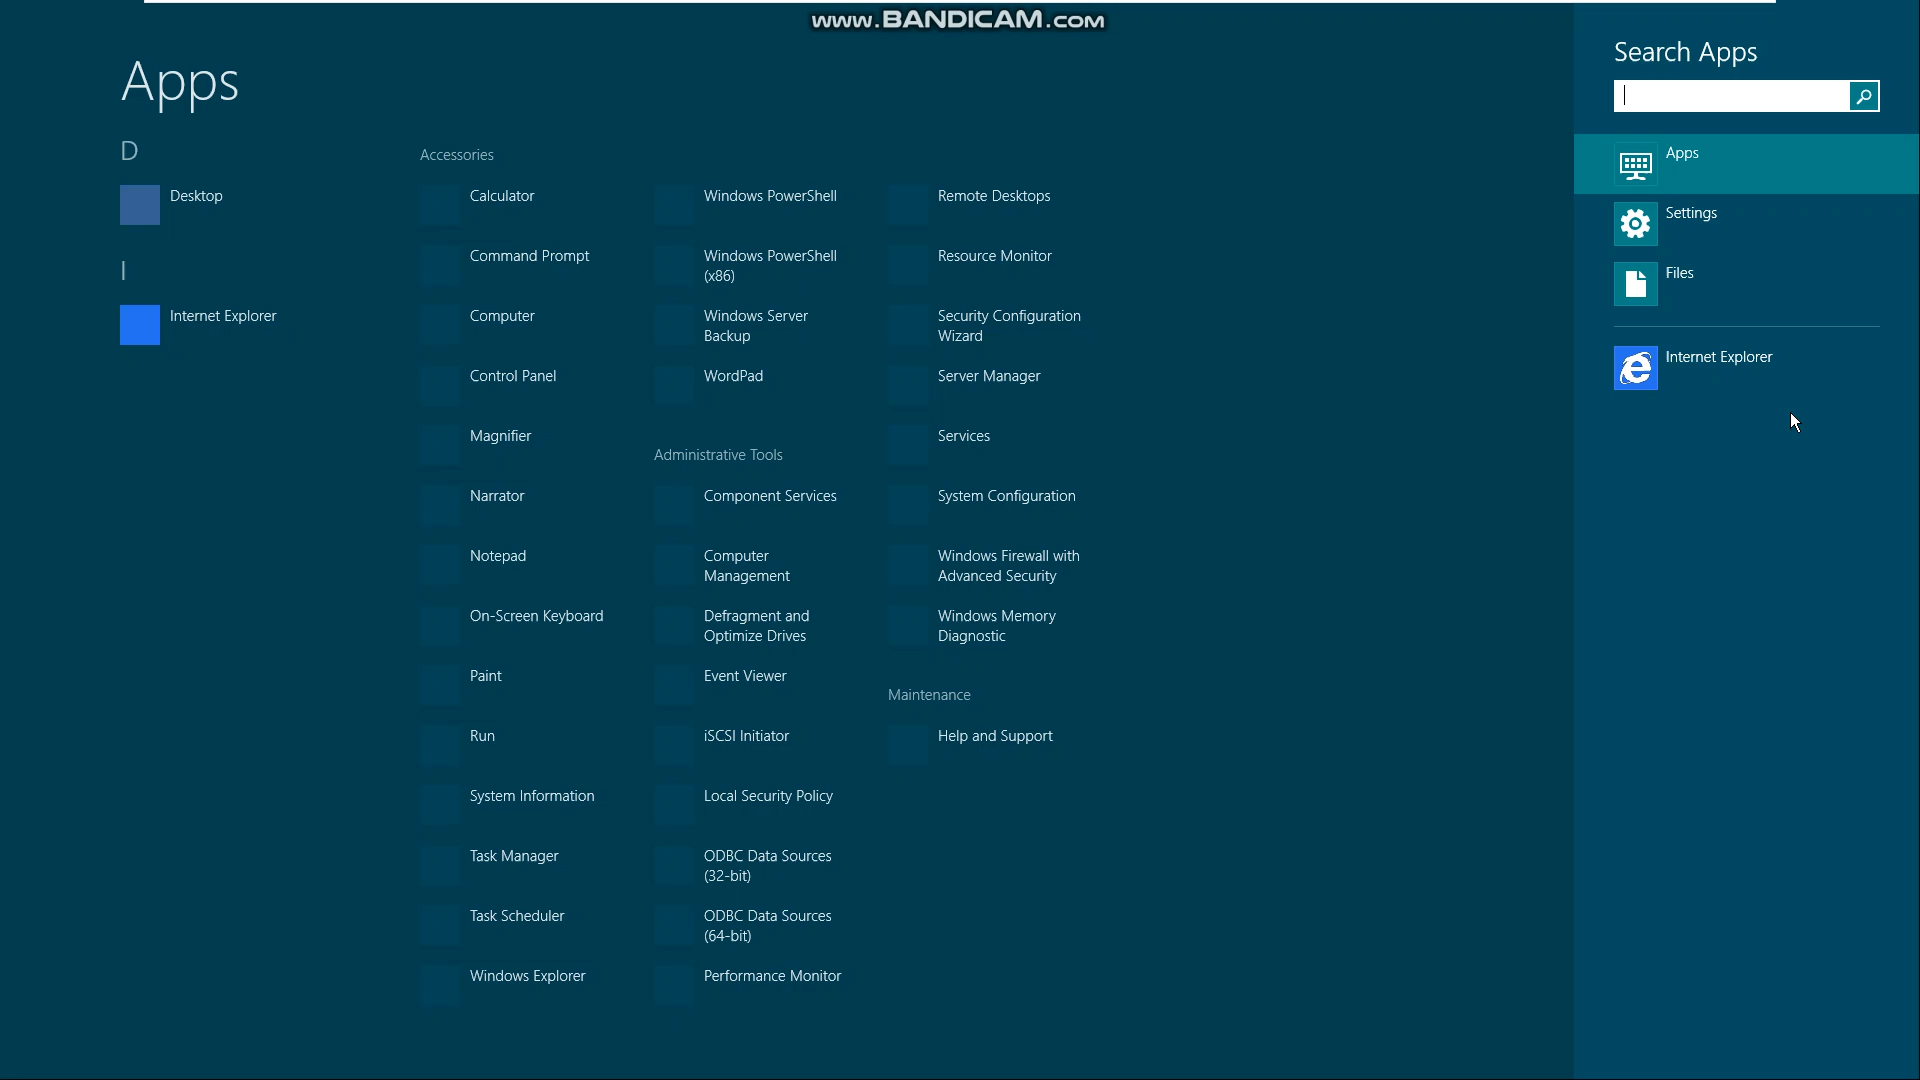 www.BANDICAM.com
Apps
D
Desktop
I
Internet Explorer
Accessories
Calculator
Command Prompt
Computer
Control Panel
Magnifier
Narrator
Notepad
On-Screen Keyboard
Paint
Run
System Information
Task Manager
Task Scheduler
Windows Explorer
Windows PowerShell
Windows PowerShell
(x86)
Windows Server
Backup
WordPad
Administrative Tools
Component Services
Computer
Management
Defragment and
Optimize Drives
Event Viewer
iSCSI Initiator
Local Security Policy
ODBC Data Sources
(32-bit)
ODBC Data Sources
(64-bit)
Performance Monitor
Remote Desktops
Resource Monitor
Security Configuration
Wizard
Server Manager
Services
System Configuration
Windows Firewall with
Advanced Security
Windows Memory
Diagnostic
Maintenance
Help and Support
Search Apps
Apps
Settings
Files
Internet Explorer